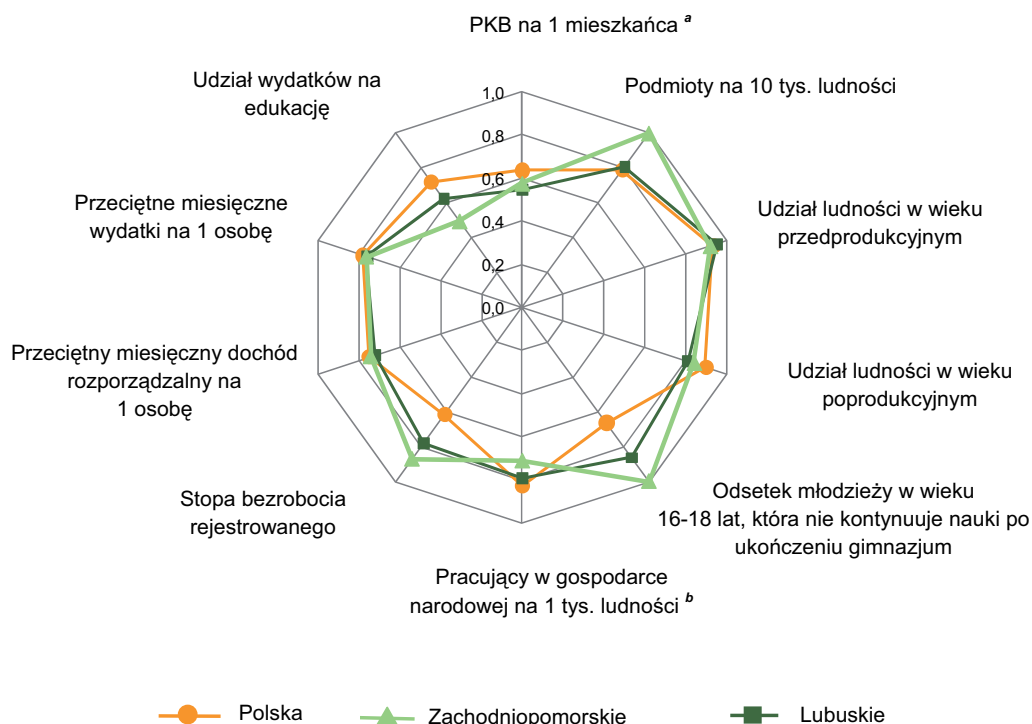 PKB na 1 mieszkańca a
Podmioty na 10 tys. ludności
Udział ludności w wieku
przedprodukcyjnym
Udział ludności w wieku
poprodukcyjnym
Odsetek młodzieży w wieku
16-18 lat, która nie kontynuuje nauki po
ukończeniu gimnazjum
Pracujący w gospodarce
narodowej na 1 tys. ludności b
Stopa bezrobocia
rejestrowanego
Przeciętny miesięczny dochód
rozporządzalny na
1 osobę
Przeciętne miesięczne
wydatki na 1 osobę
Udział wydatków na
edukację
1,0
0,8
0,6
0,4
0,2
0,0
Polska
Zachodniopomorskie
Lubuskie